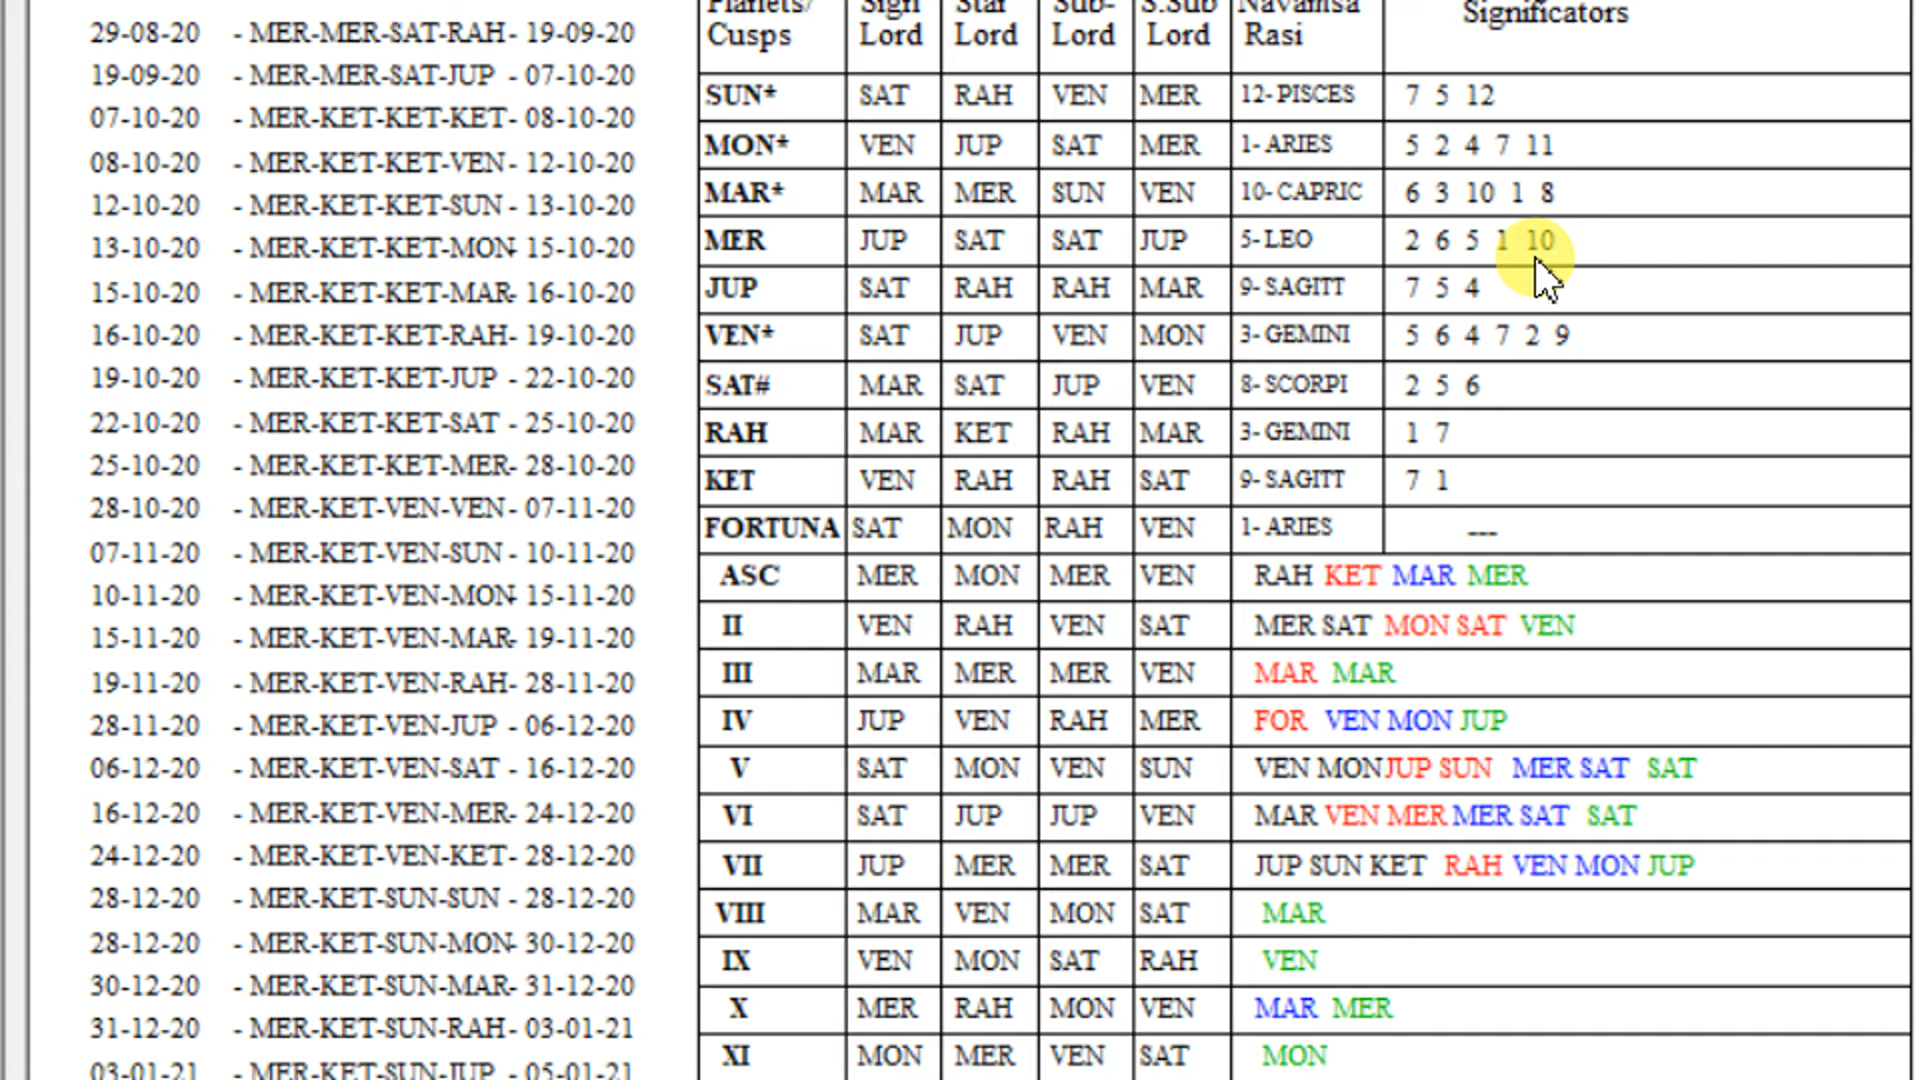 29-08-20 - MER-MER-SAT-RAH- 19-09-20
19-09-20 - MER-MER-SAT-JUP - 07-10-20
07-10-20 - MER-KET-KET-KET- 08-10-20
08-10-20 - MER-KET-KET-VEN- 12-10-20
12-10-20 - MER-KET-KET-SUN - 13-10-20
13-10-20 - MER-KET-KET-MON- 15-10-20
15-10-20 - MER-KET-KET-MAR- 16-10-20
16-10-20 - MER-KET-KET-RAH- 19-10-20
19-10-20 - MER-KET-KET-JUP - 22-10-20
22-10-20 - MER-KET-KET-SAT - 25-10-20
25-10-20 - MER-KET-KET-MER- 28-10-20
28-10-20 - MER-KET-VEN-VEN- 07-11-20
07-11-20 - MER-KET-VEN-SUN - 10-11-20
10-11-20 - MER-KET-VEN-MON- 15-11-20
15-11-20 - MER-KET-VEN-MAR- 19-11-20
19-11-20 - MER-KET-VEN-RAH- 28-11-20
28-11-20 - MER-KET-VEN-JUP - 06-12-20
06-12-20 - MER-KET-VEN-SAT - 16-12-20
16-12-20 - MER-KET-VEN-MER- 24-12-20
24-12-20 - MER-KET-VEN-KET- 28-12-20
28-12-20 - MER-KET-SUN-SUN - 28-12-20
28-12-20 - MER-KET-SUN-MON- 30-12-20
30-12-20 - MER-KET-SUN-MAR- 31-12-20
31-12-20 - MER-KET-SUN-RAH- 03-01-21
03-01-21 - MER-KET-SUN-JUP - 05-01-21
Planets/ Sign Star Sub- S.Sub Navamsa Significators
Cusps Lord Lord Lord Lord Rasi
SUN* SAT RAH VEN MER 12- PISCES 7 5 12
MON* VEN JUP SAT MER 1- ARIES 5 2 4 7 11
MAR* MAR MER SUN VEN 10- CAPRIC 6 3 10 1 8
MER JUP SAT SAT JUP 5- LEO 2 6 5 1 10
JUP SAT RAH RAH MAR 9- SAGITT 7 5 4
VEN* SAT JUP VEN MON 3- GEMINI 5 6 4 7 2 9
SAT# MAR SAT JUP VEN 8- SCORPI 2 5 6
RAH MAR KET RAH MAR 3- GEMINI 1 7
KET VEN RAH RAH SAT 9- SAGITT 7 1
FORTUNA SAT MON RAH VEN 1- ARIES ---
ASC MER MON MER VEN RAH KET MAR MER
II VEN RAH VEN SAT MER SAT MON SAT VEN
III MAR MER MER VEN MAR MAR
IV JUP VEN RAH MER FOR VEN MON JUP
V SAT MON VEN SUN VEN MON JUP SUN MER SAT SAT
VI SAT JUP JUP VEN MAR VEN MER MER SAT SAT
VII JUP MER MER SAT JUP SUN KET RAH VEN MON JUP
VIII MAR VEN MON SAT MAR
IX VEN MON SAT RAH VEN
X MER RAH MON VEN MAR MER
XI MON MER VEN SAT MON